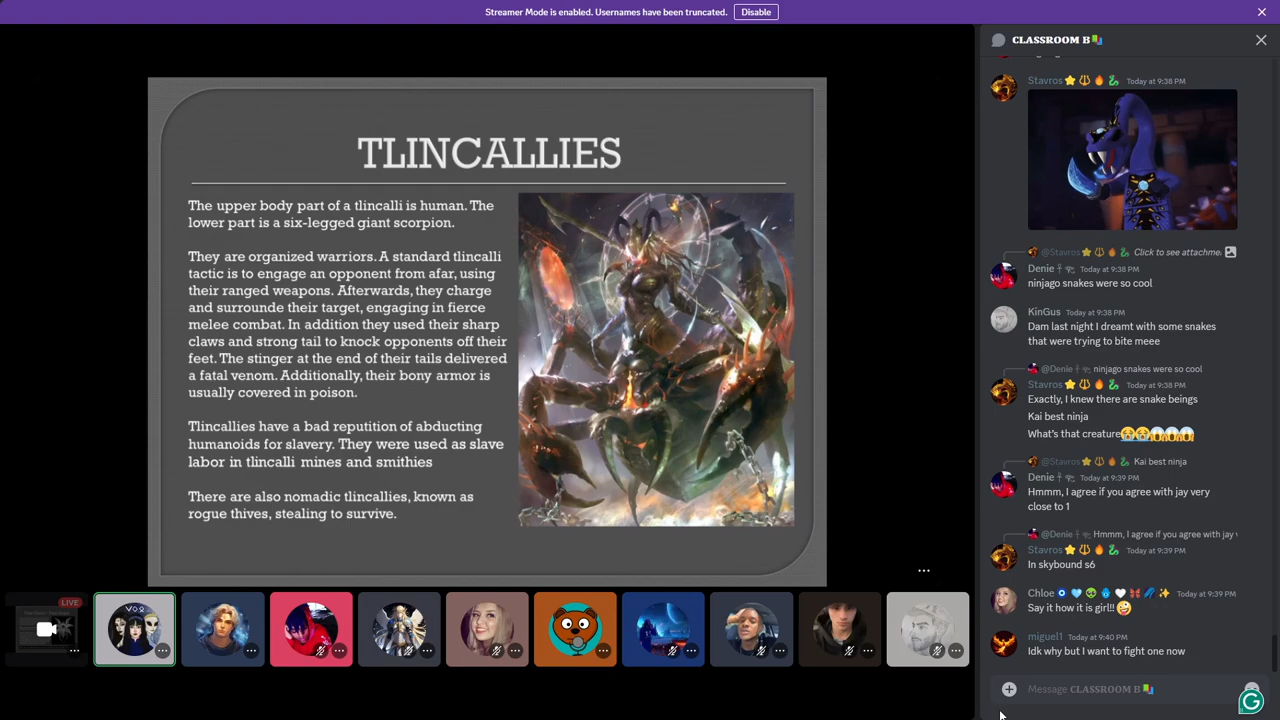 Streamer Mode is enabled. Usernames have been truncated. Disable
TLINCALLIES
The upper body part of a tlincalli is human. The
lower part is a six-legged giant scorpion.
They are organized warriors. A standard tlincalli
tactic is to engage an opponent from afar, using
their ranged weapons. Afterwards, they charge
and surrounde their target, engaging in fierce
melee combat. In addition they used their sharp
claws and strong tail to knock opponents off their
feet. The stinger at the end of their tails delivered
a fatal venom. Additionally, their bony armor is
usually covered in poison.
Tlincallies have a bad reputition of abducting
humanoids for slavery. They were used as slave
labor in tlincalli mines and smithies
There are also nomadic tlincallies, known as
rogue thives, stealing to survive.
LIVE
VOX
CLASSROOM B
Stavros Today at 9:38 PM
@Stavros Click to see attachme
Denie Today at 9:38 PM
ninjago snakes were so cool
KinGus Today at 9:38 PM
Dam last night I dreamt with some snakes
that were trying to bite meee
@Denie ninjago snakes were so cool
Stavros Today at 9:38 PM
Exactly, I knew there are snake beings
Kai best ninja
What's that creature
@Stavros Kai best ninja
Denie Today at 9:39 PM
Hmmm, I agree if you agree with jay very
close to 1
@Denie Hmmm, I agree if you agree with jay
Stavros Today at 9:39 PM
In skybound s6
Chloe Today at 9:39 PM
Say it how it is girl!!
miguel1 Today at 9:40 PM
Idk why but I want to fight one now
Message CLASSROOM B